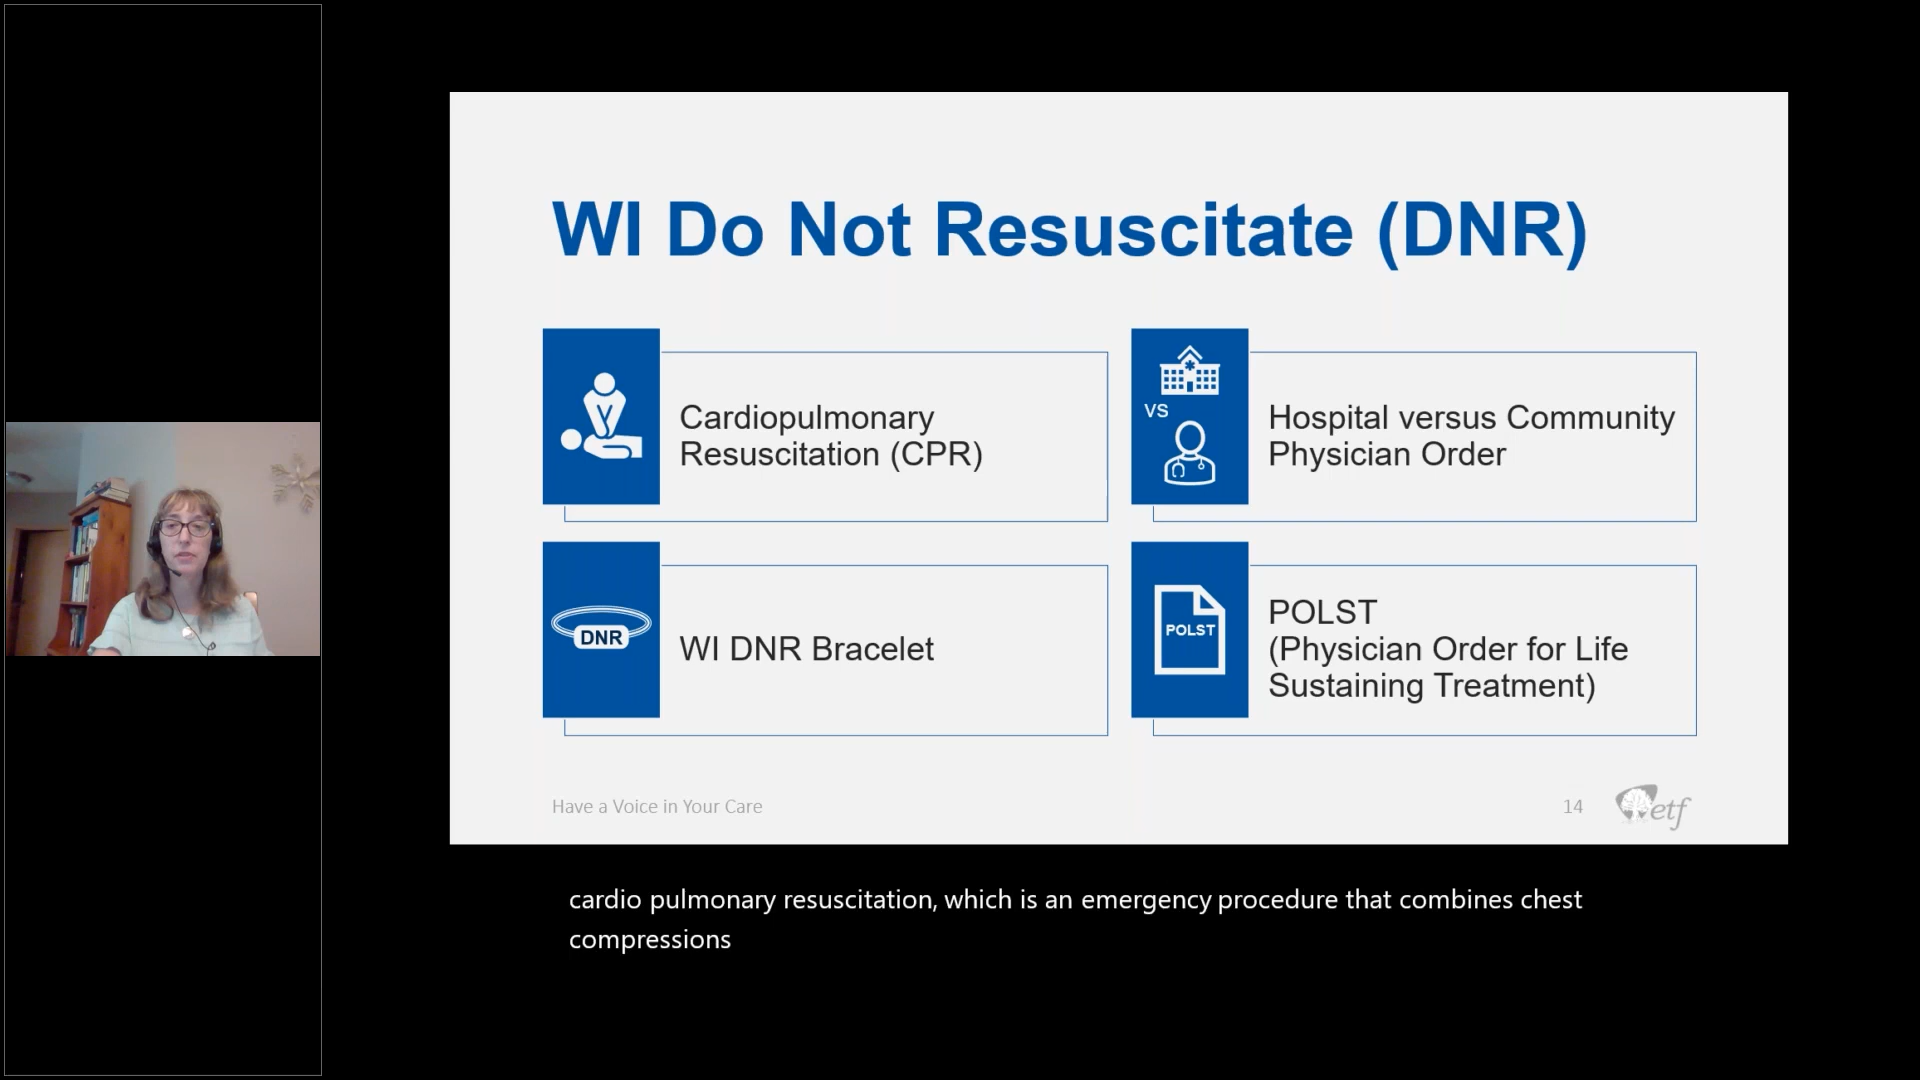 WI Do Not Resuscitate (DNR)
Cardiopulmonary
Resuscitation (CPR)
VS
Hospital versus Community
Physician Order
DNR
WI DNR Bracelet
POLST
POLST
(Physician Order for Life
Sustaining Treatment)
Have a Voice in Your Care
14
etf
cardio pulmonary resuscitation, which is an emergency procedure that combines chest
compressions